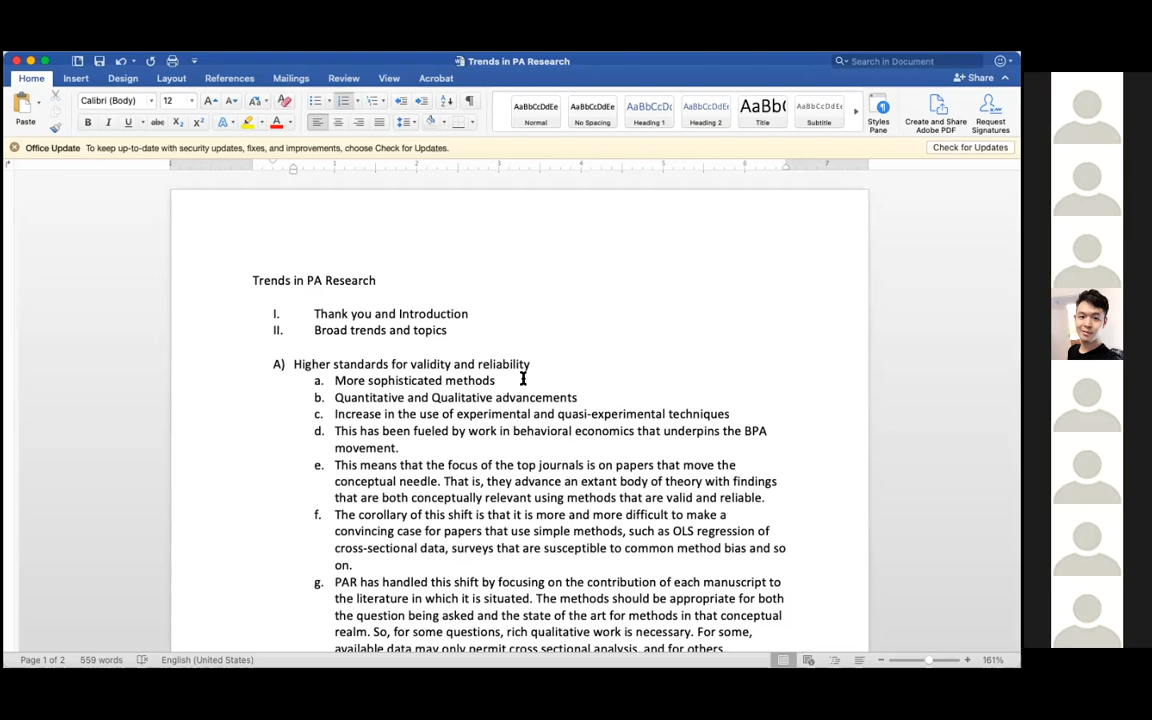 Trends in PA Research
Search in Document
Home Insert Design Layout References Mailings Review View Acrobat
Share
Paste
Calibri (Body) 12
AaBbCcDdEe AaBbCcDdEe AaBbCcDc AaBbCcDdEe AaBb( AaBbCcDdEe
Normal No Spacing Heading 1 Heading 2 Title Subtitle
Styles Pane
Create and Share Adobe PDF
Request Signatures
Office Update To keep up-to-date with security updates, fixes, and improvements, choose Check for Updates.
Check for Updates
1 1 2 3 4 5 6 7
Trends in PA Research
I. Thank you and Introduction
II. Broad trends and topics
A) Higher standards for validity and reliability
a. More sophisticated methods
b. Quantitative and Qualitative advancements
c. Increase in the use of experimental and quasi-experimental techniques
d. This has been fueled by work in behavioral economics that underpins the BPA
movement.
e. This means that the focus of the top journals is on papers that move the
conceptual needle. That is, they advance an extant body of theory with findings
that are both conceptually relevant using methods that are valid and reliable.
f. The corollary of this shift is that it is more and more difficult to make a
convincing case for papers that use simple methods, such as OLS regression of
cross-sectional data, surveys that are susceptible to common method bias and so
on.
g. PAR has handled this shift by focusing on the contribution of each manuscript to
the literature in which it is situated. The methods should be appropriate for both
the question being asked and the state of the art for methods in that conceptual
realm. So, for some questions, rich qualitative work is necessary. For some,
available data may only permit cross sectional analysis, and for others,
Page 1 of 2 559 words English (United States) 161%